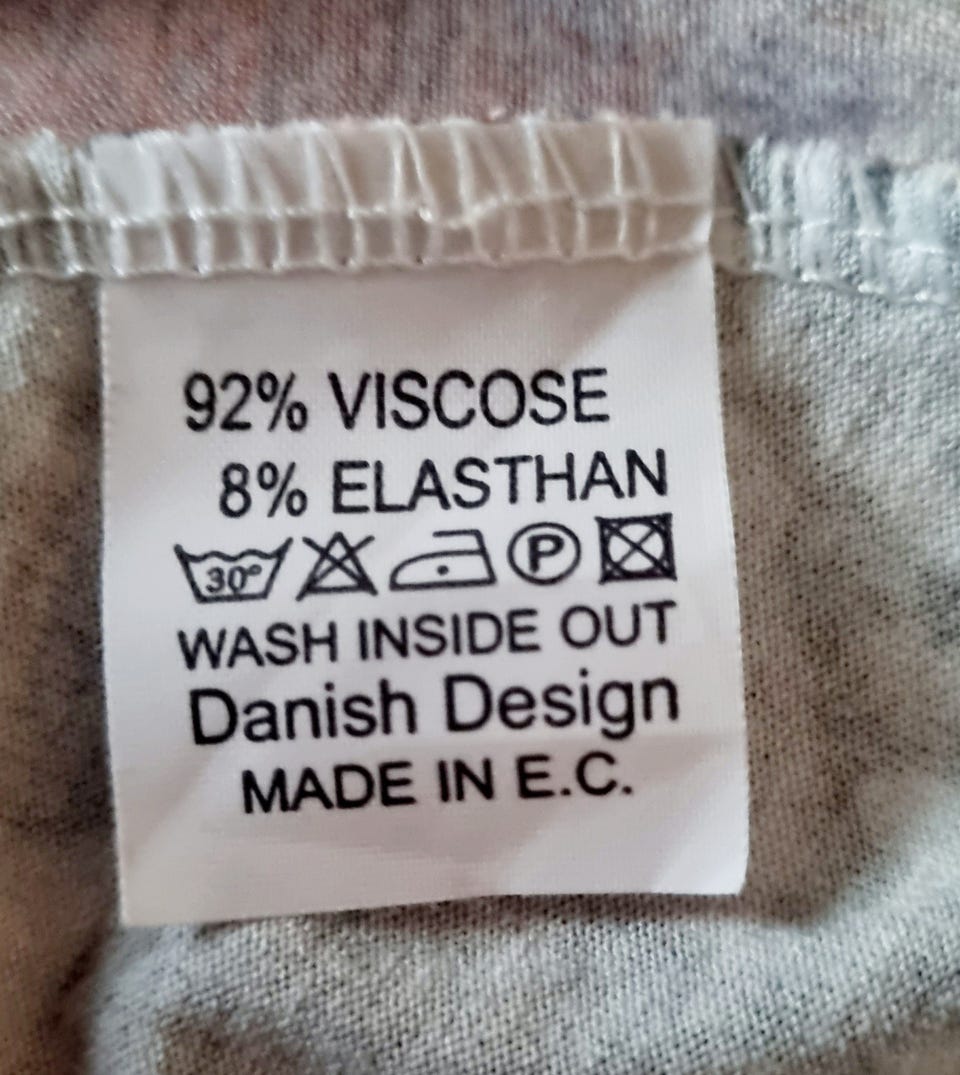 92% VISCOSE
8% ELASTHAN
30° P
WASH INSIDE OUT
Danish Design
MADE IN E.C.